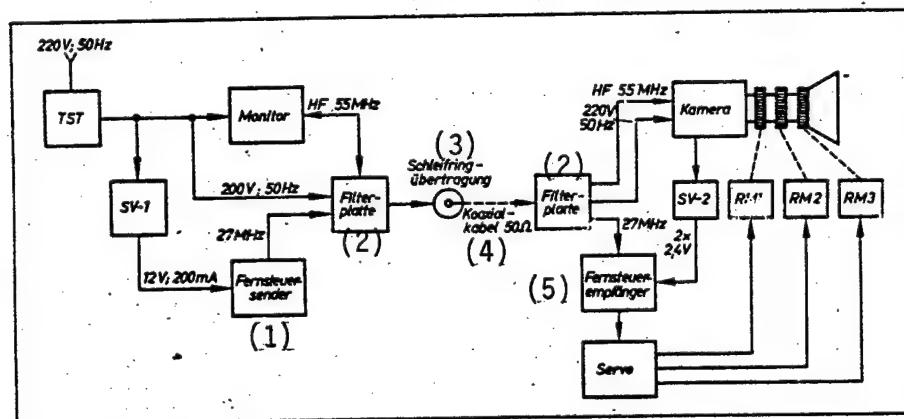 220V; 50Hz
TST
Monitor
HF 55MHz
SV-1
200V; 50Hz
27MHz
12V; 200mA
Fernsteuer-
sender
(1)
Filter-
platte
(2)
(3)
Schleifring-
übertragung
Koaxial-
kabel 50Ω
(4)
(2)
Filter-
platte
HF 55MHz
220V
50Hz
Kamera
27MHz
SV-2
2x
2,4V
RM1
RM2
RM3
(5)
Fernsteuer-
empfänger
Servo